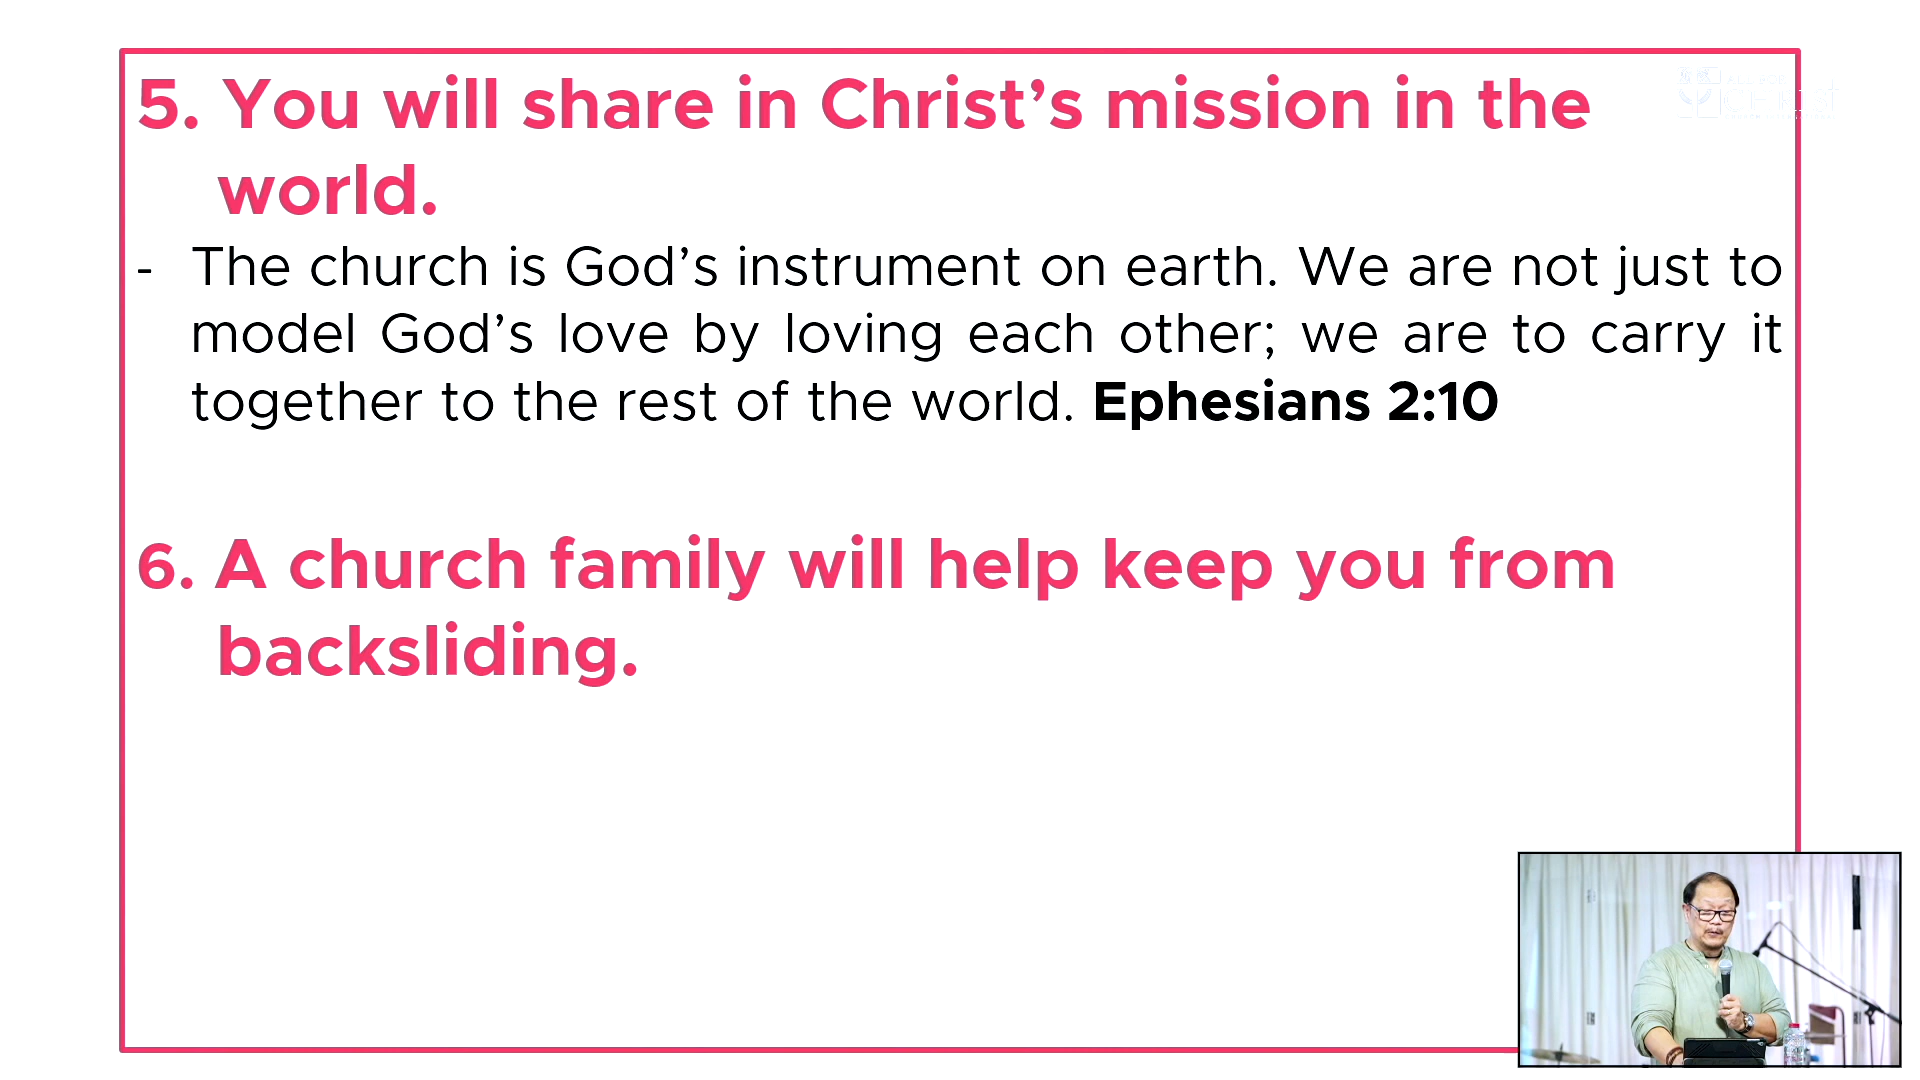 5. You will share in Christ’s mission in the
world.
- The church is God’s instrument on earth. We are not just to
model God’s love by loving each other; we are to carry it
together to the rest of the world. Ephesians 2:10
6. A church family will help keep you from
backsliding.